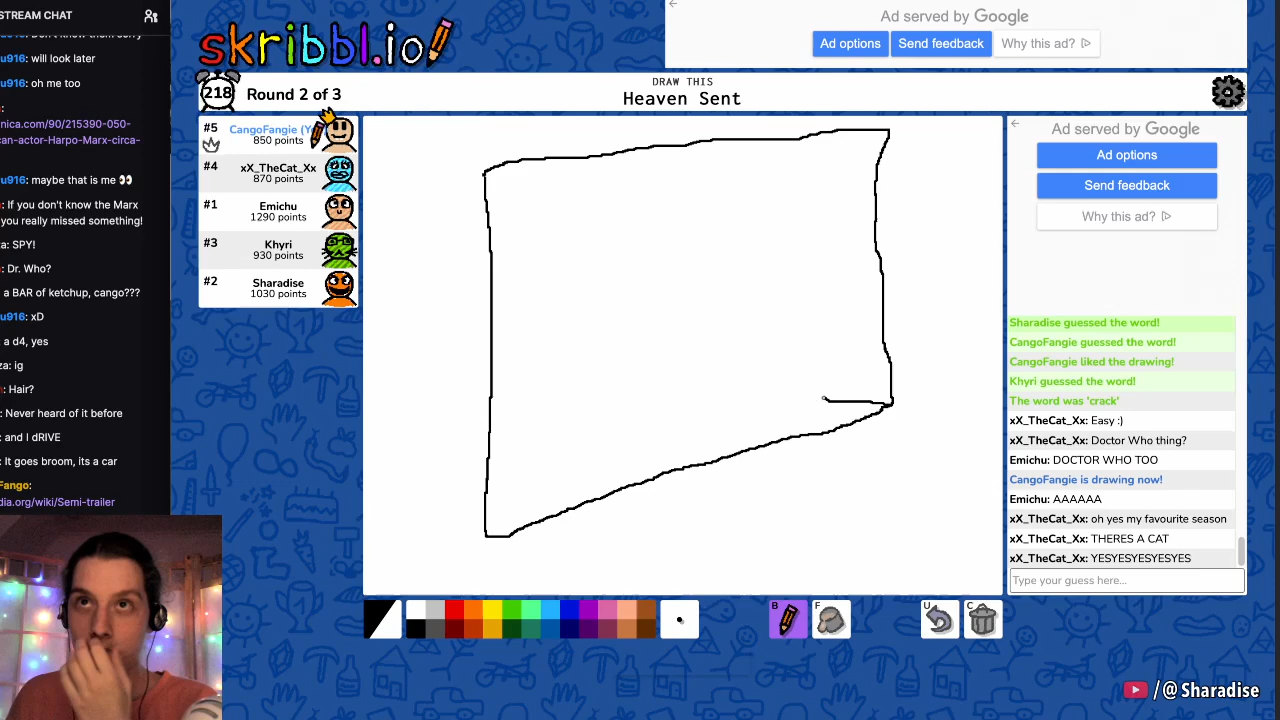 STREAM CHAT
u916: will look later
u916: oh me too
nica.com/90/215390-050-
can-actor-Harpo-Marx-circa-
u916: maybe that is me 👀
: If you don't know the Marx
you really missed something!
za: SPY!
: Dr. Who?
a BAR of ketchup, cango???
u916: xD
: a d4, yes
za: ig
: Hair?
: Never heard of it before
: and I dRIVE
: It goes broom, its a car
Fango:
dia.org/wiki/Semi-trailer
skribbl.io
Ad served by Google
Ad options
Send feedback
Why this ad?
218
Round 2 of 3
DRAW THIS
Heaven Sent
#5
CangoFangie (Y
850 points
#4
xX_TheCat_Xx
870 points
#1
Emichu
1290 points
#3
Khyri
930 points
#2
Sharadise
1030 points
Ad served by Google
Ad options
Send feedback
Why this ad?
Sharadise guessed the word!
CangoFangie guessed the word!
CangoFangie liked the drawing!
Khyri guessed the word!
The word was 'crack'
xX_TheCat_Xx: Easy :)
xX_TheCat_Xx: Doctor Who thing?
Emichu: DOCTOR WHO TOO
CangoFangie is drawing now!
Emichu: AAAAAA
xX_TheCat_Xx: oh yes my favourite season
xX_TheCat_Xx: THERES A CAT
xX_TheCat_Xx: YESYESYESYESYES
Type your guess here...
B
F
U
C
/@Sharadise